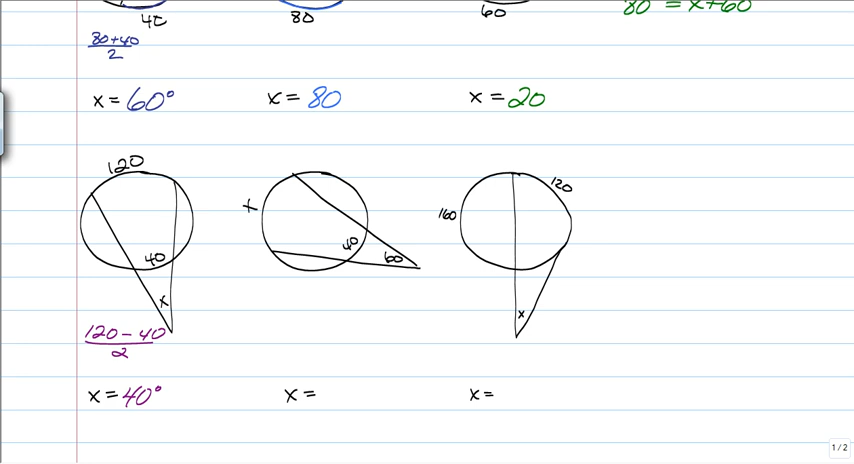 40
80
60
80 = x+60
80+40
2
x = 60°
x = 80
x = 20
120
40
x
x
40
60
160
120
x
120 - 40
2
x = 40°
x =
x =
1 / 2